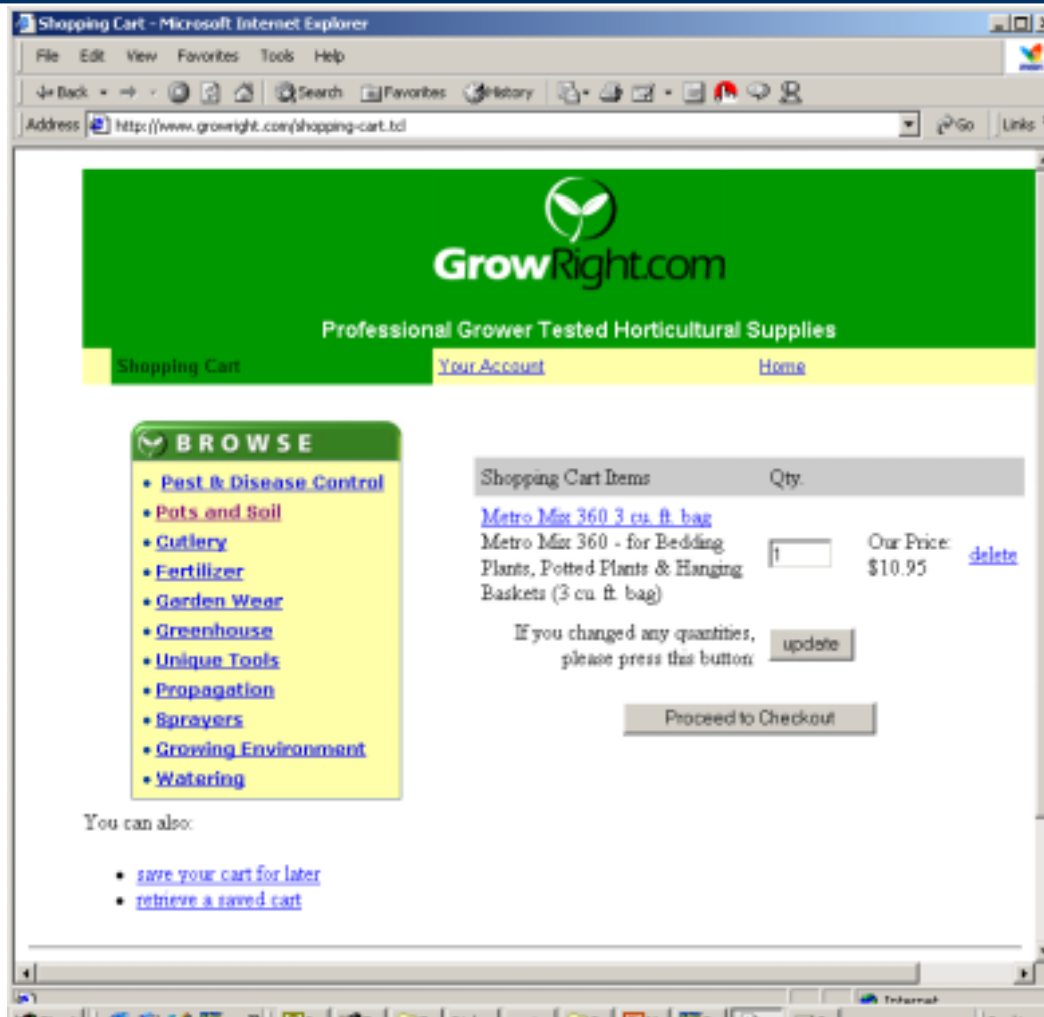 Shopping Cart - Microsoft Internet Explorer
File Edit View Favorites Tools Help
Back Search Favorites History
Address http://www.growright.com/shopping-cart.tcl Go Links
GrowRight.com
Professional Grower Tested Horticultural Supplies
Shopping Cart Your Account Home
BROWSE
• Pest & Disease Control
• Pots and Soil
• Cutlery
• Fertilizer
• Garden Wear
• Greenhouse
• Unique Tools
• Propagation
• Sprayers
• Growing Environment
• Watering
Shopping Cart Items Qty.
Metro Mix 360 3 cu. ft. bag
Metro Mix 360 - for Bedding
Plants, Potted Plants & Hanging
Baskets (3 cu. ft. bag)
1
Our Price:
$10.95
delete
If you changed any quantities,
please press this button:
update
Proceed to Checkout
You can also:
• save your cart for later
• retrieve a saved cart
Internet